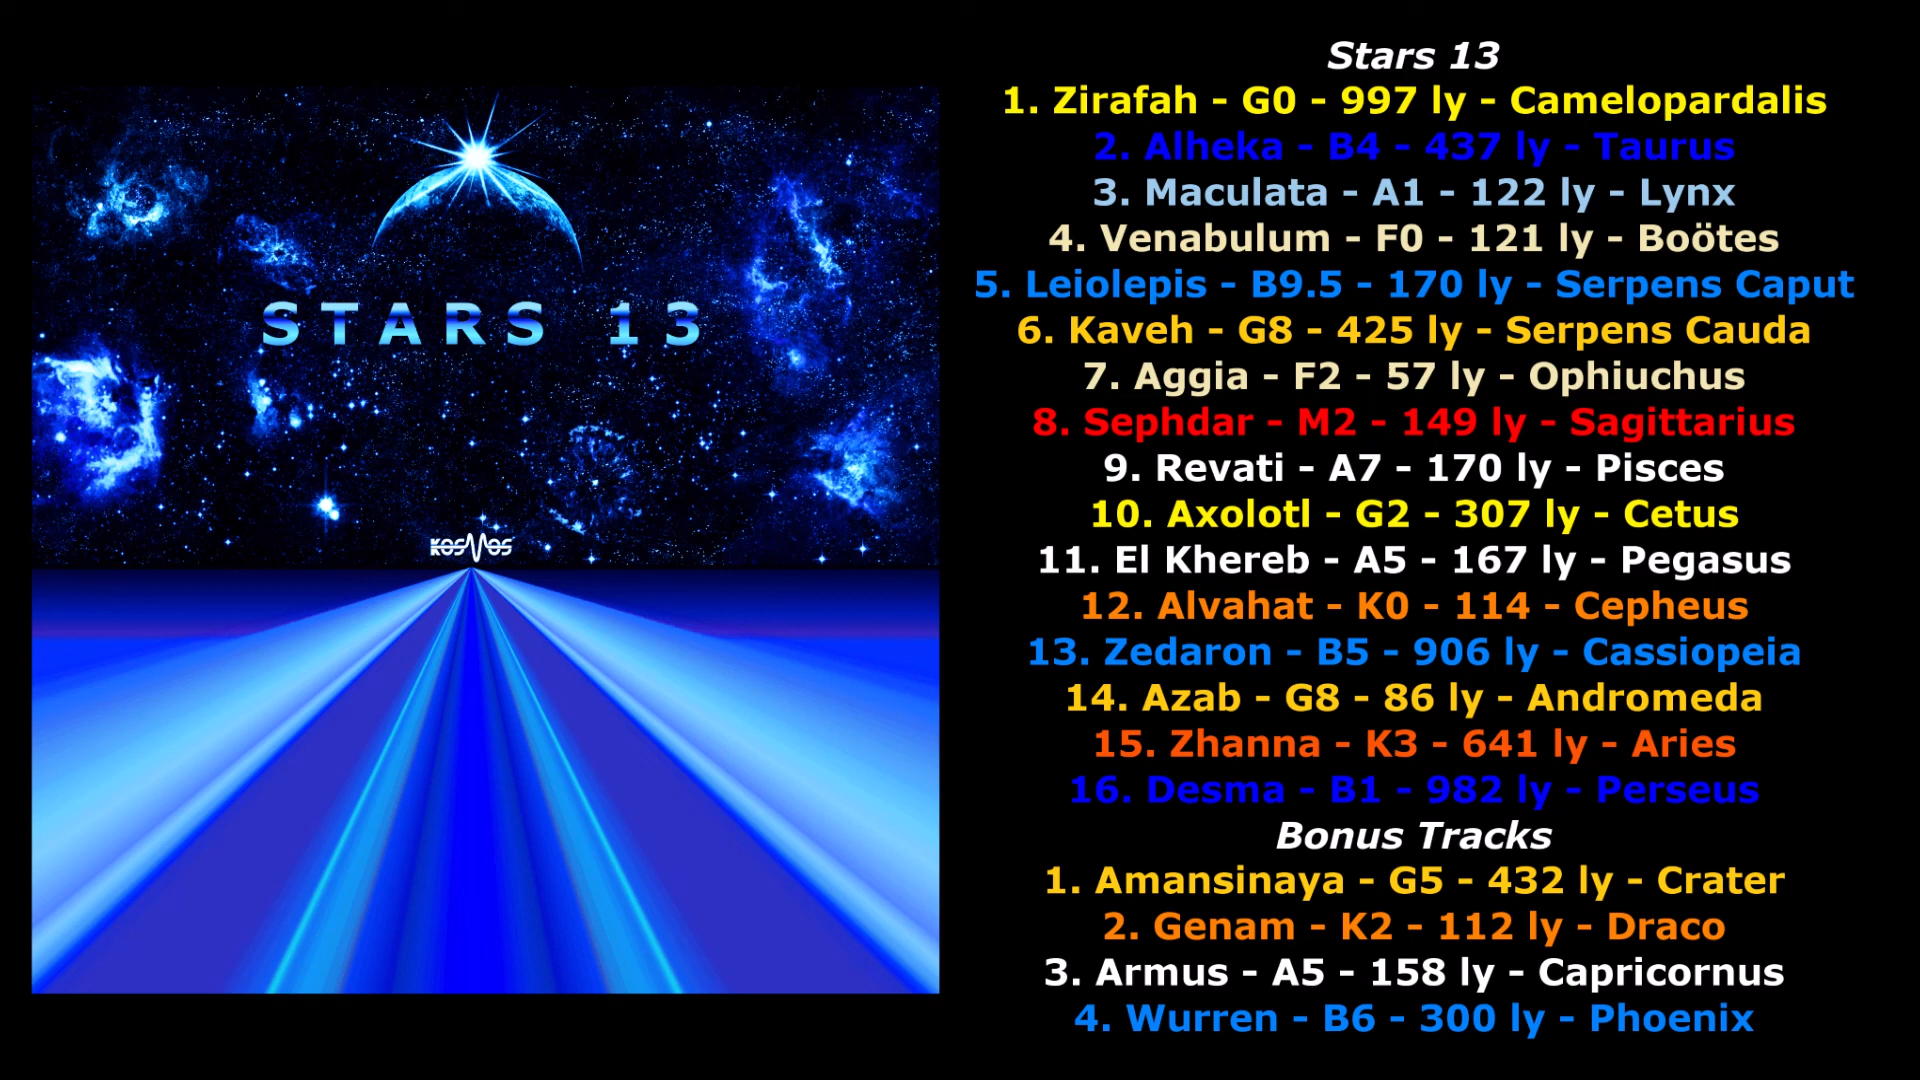 STARS 13
KOSMOS
Stars 13
1. Zirafah - G0 - 997 ly - Camelopardalis
2. Alheka - B4 - 437 ly - Taurus
3. Maculata - A1 - 122 ly - Lynx
4. Venabulum - F0 - 121 ly - Boötes
5. Leiolepis - B9.5 - 170 ly - Serpens Caput
6. Kaveh - G8 - 425 ly - Serpens Cauda
7. Aggia - F2 - 57 ly - Ophiuchus
8. Sephdar - M2 - 149 ly - Sagittarius
9. Revati - A7 - 170 ly - Pisces
10. Axolotl - G2 - 307 ly - Cetus
11. El Khereb - A5 - 167 ly - Pegasus
12. Alvahat - K0 - 114 - Cepheus
13. Zedaron - B5 - 906 ly - Cassiopeia
14. Azab - G8 - 86 ly - Andromeda
15. Zhanna - K3 - 641 ly - Aries
16. Desma - B1 - 982 ly - Perseus
Bonus Tracks
1. Amansinaya - G5 - 432 ly - Crater
2. Genam - K2 - 112 ly - Draco
3. Armus - A5 - 158 ly - Capricornus
4. Wurren - B6 - 300 ly - Phoenix